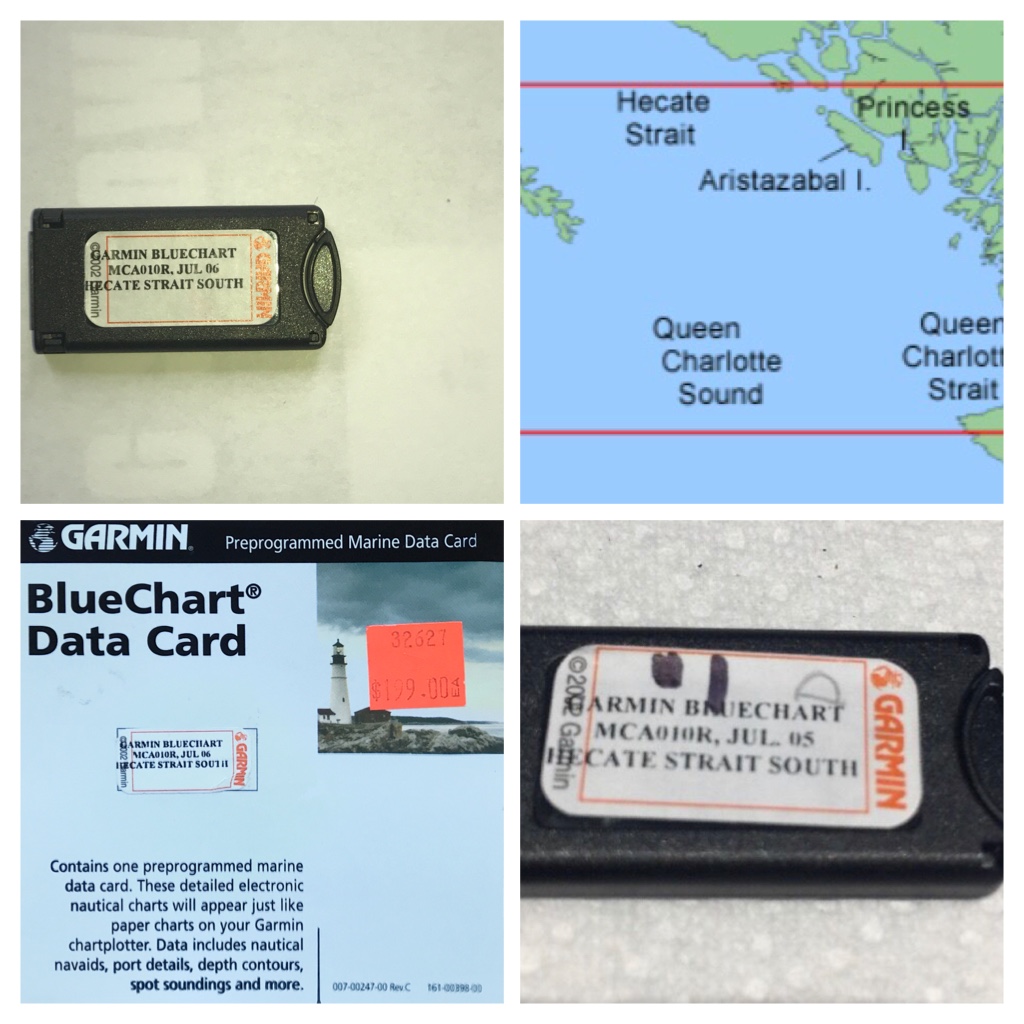 GARMIN BLUECHART
MCA010R, JUL 06
HECATE STRAIT SOUTH
©2002 Garmin
GARMIN
Hecate
Strait
Princess
I.
Aristazabal I.
Queen
Charlotte
Sound
Queen
Charlott
Strait
GARMIN®
Preprogrammed Marine Data Card
BlueChart®
Data Card
32627
$199.00EA
GARMIN BLUECHART
MCA010R, JUL 06
HECATE STRAIT SOUTH
©2002 Garmin
GARMIN
Contains one preprogrammed marine
data card. These detailed electronic
nautical charts will appear just like
paper charts on your Garmin
chartplotter. Data includes nautical
navaids, port details, depth contours,
spot soundings and more.
007-00247-00 Rev.C 161-00398-00
ARMIN BLUECHART
MCA010R, JUL. 05
HECATE STRAIT SOUTH
©2002 Garmin
GARMIN